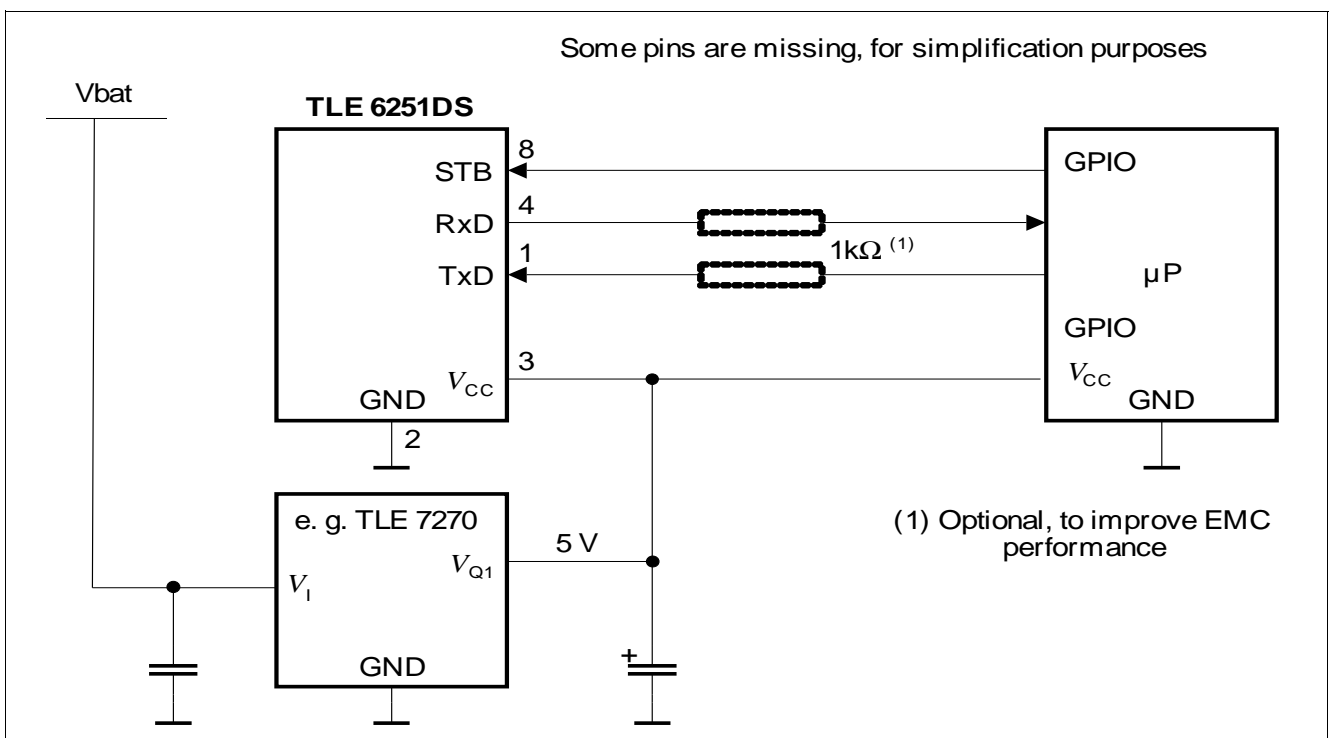 Some pins are missing, for simplification purposes
Vbat
TLE 6251DS
8
STB
GPIO
4
RxD
1kΩ (1)
1
TxD
µP
GPIO
3
VCC
VCC
GND
GND
2
e. g. TLE 7270
5 V
VQ1
VI
GND
+
(1) Optional, to improve EMC
performance